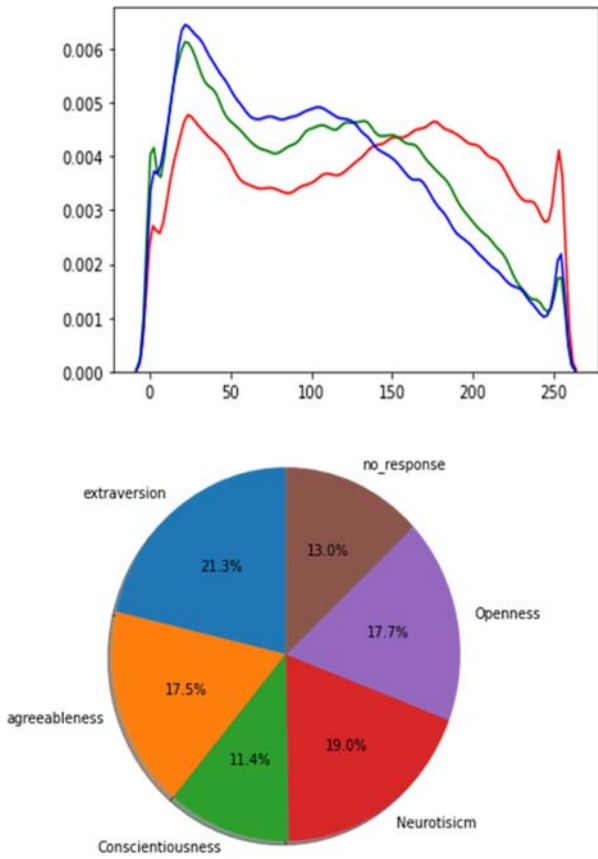 0.006
0.005
0.004
0.003
0.002
0.001
0.000
0 50 100 150 200 250
no_response
extraversion
13.0%
21.3%
Openness
17.7%
17.5%
agreeableness
19.0%
11.4%
Neurotisicm
Conscientiousness